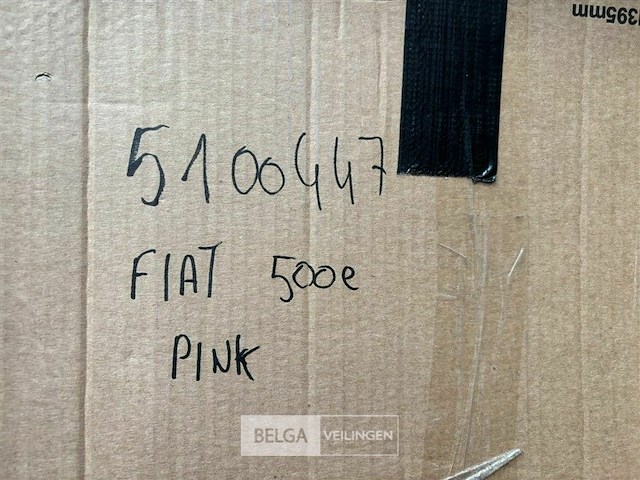 395mm
5100447
FIAT 500e
PINK
BELGA VEILINGEN